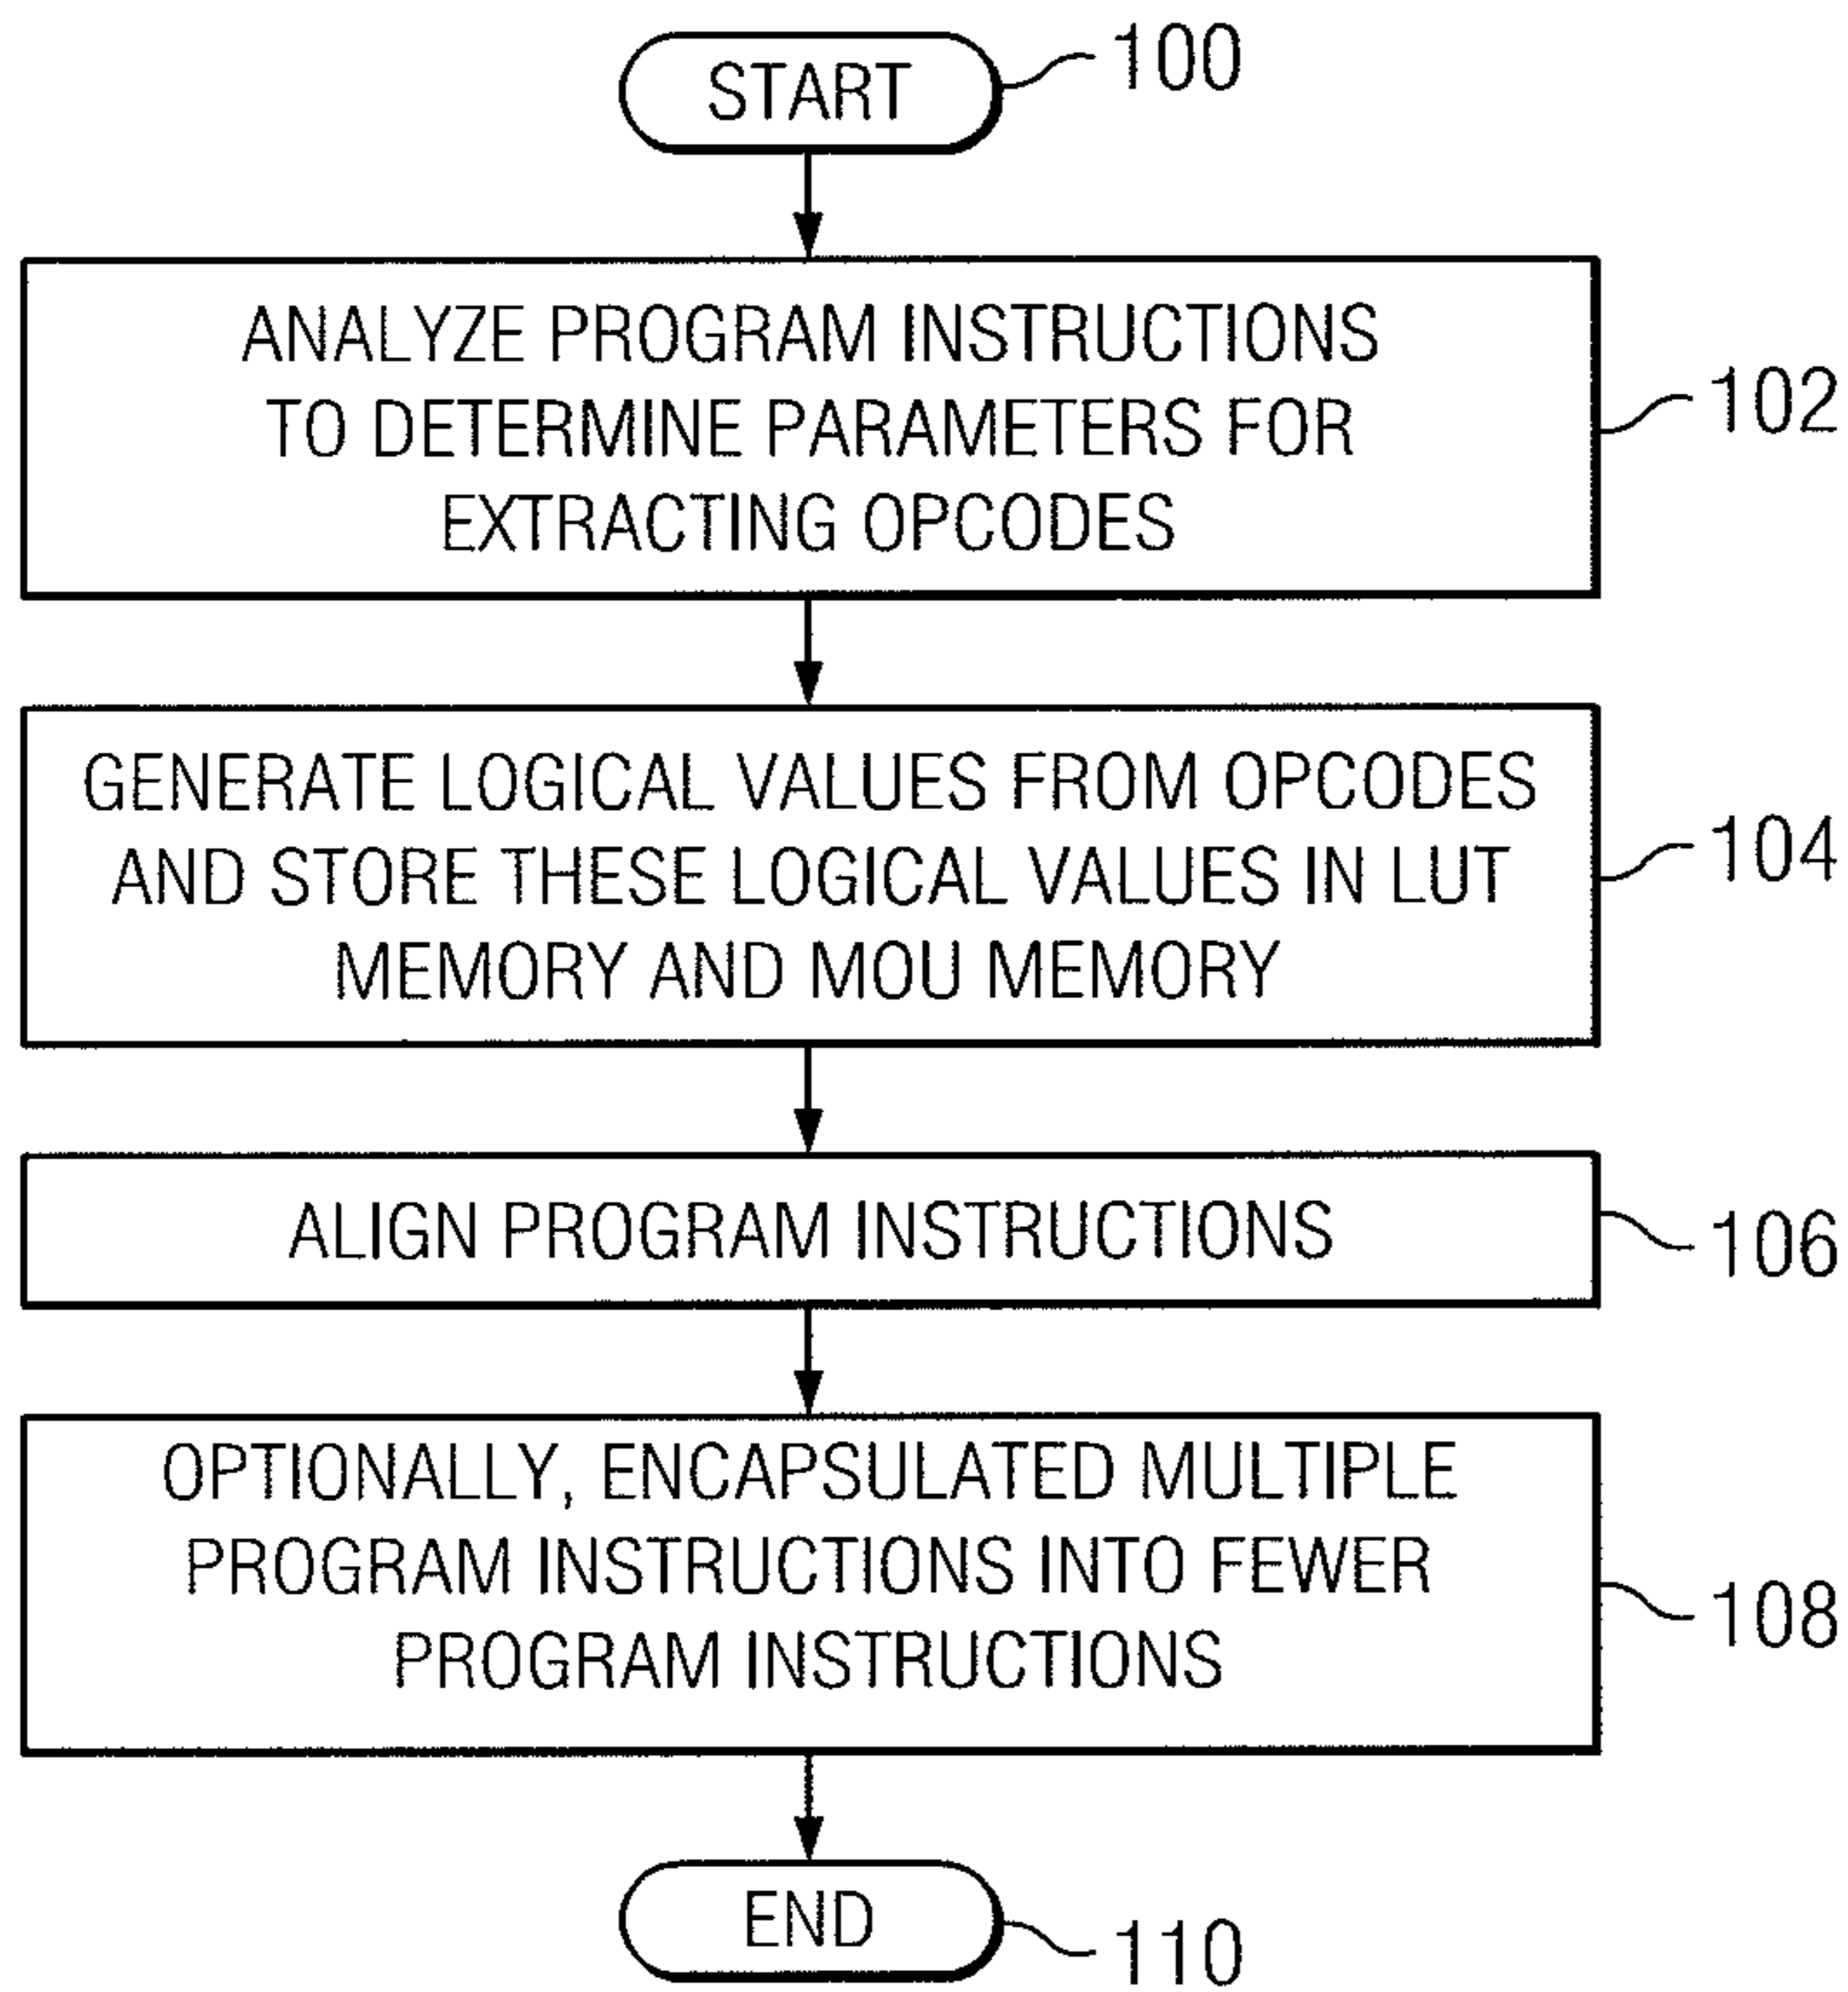 START
100
ANALYZE PROGRAM INSTRUCTIONS
TO DETERMINE PARAMETERS FOR
EXTRACTING OPCODES
102
GENERATE LOGICAL VALUES FROM OPCODES
AND STORE THESE LOGICAL VALUES IN LUT
MEMORY AND MOU MEMORY
104
ALIGN PROGRAM INSTRUCTIONS
106
OPTIONALLY, ENCAPSULATED MULTIPLE
PROGRAM INSTRUCTIONS INTO FEWER
PROGRAM INSTRUCTIONS
108
END
110